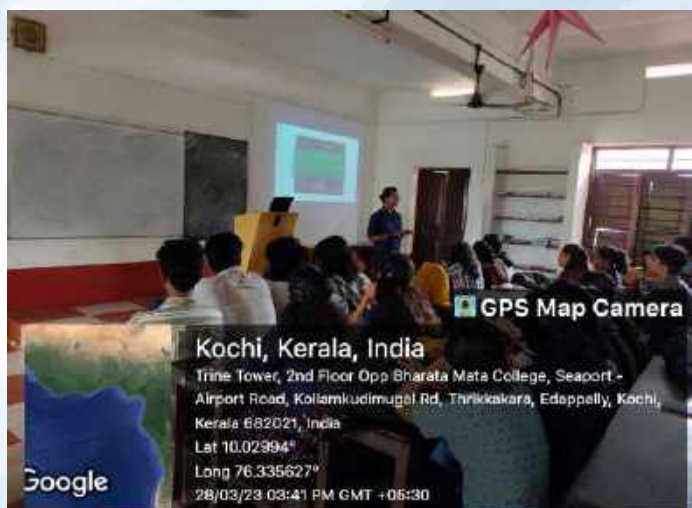 GPS Map Camera
Kochi, Kerala, India
Trine Tower, 2nd Floor Opp Bharata Mata College, Seaport -
Airport Road, Kollamkudimugal Rd, Thrikkakara, Edappally, Kochi,
Kerala 682021, India
Lat 10.02994°
Long 76.335627°
28/03/23 03:41 PM GMT +05:30
Google